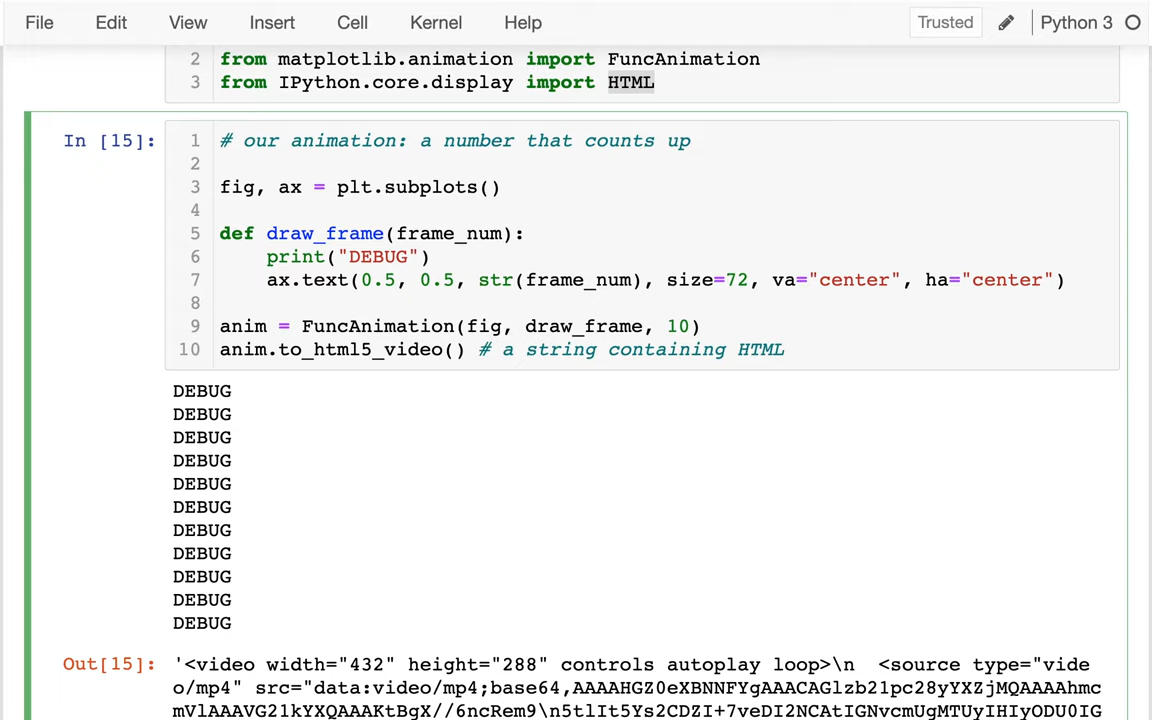 File Edit View Insert Cell Kernel Help Trusted Python 3
2 from matplotlib.animation import FuncAnimation
3 from IPython.core.display import HTML
In [15]:
1 # our animation: a number that counts up
2
3 fig, ax = plt.subplots()
4
5 def draw_frame(frame_num):
6     print("DEBUG")
7     ax.text(0.5, 0.5, str(frame_num), size=72, va="center", ha="center")
8
9 anim = FuncAnimation(fig, draw_frame, 10)
10 anim.to_html5_video() # a string containing HTML
DEBUG
DEBUG
DEBUG
DEBUG
DEBUG
DEBUG
DEBUG
DEBUG
DEBUG
DEBUG
DEBUG
Out[15]: '<video width="432" height="288" controls autoplay loop>\n  <source type="vide
o/mp4" src="data:video/mp4;base64,AAAAHGZ0eXBNNFYgAAACAGlzb21pc28yYXZjMQAAAAhmc
mVlAAAVG21kYXQAAAKtBgX//6ncRem9\n5tlIt5Ys2CDZI+7veDI2NCAtIGNvcmUgMTUyIHIyODU0IG